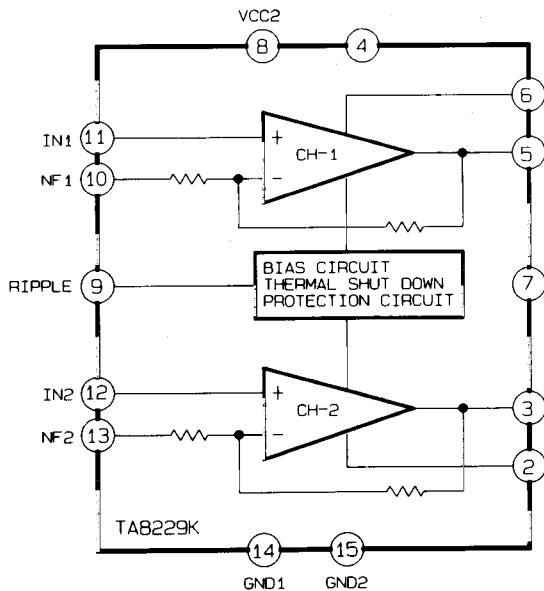 VCC2
8 4
6
IN1 11 + CH-1 5
NF1 10 −
BIAS CIRCUIT
THERMAL SHUT DOWN
PROTECTION CIRCUIT
RIPPLE 9 7
IN2 12 + CH-2 3
NF2 13 −
2
TA8229K
14 15
GND1 GND2